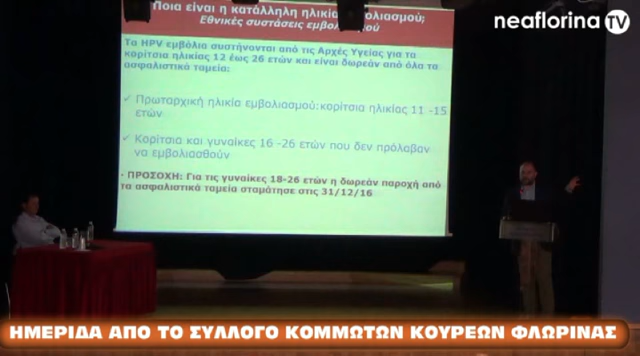 neaflorina TV
Ποια είναι η κατάλληλη ηλικία εμβολιασμού;
Εθνικές συστάσεις εμβολιασμού
Τα HPV εμβόλια συστήνονται από τις Αρχές Υγείας για τα
κορίτσια ηλικίας 12 έως 26 ετών και είναι δωρεάν από όλα τα
ασφαλιστικά ταμεία:
✓ Πρωταρχική ηλικία εμβολιασμού:κορίτσια ηλικίας 11 -15
ετών
✓ Κορίτσια και γυναίκες 16 -26 ετών που δεν πρόλαβαν
να εμβολιασθούν
- ΠΡΟΣΟΧΗ: Για τις γυναίκες 18-26 ετών η δωρεάν παροχή από
τα ασφαλιστικά ταμεία σταμάτησε στις 31/12/16
ΗΜΕΡΙΔΑ ΑΠΟ ΤΟ ΣΥΛΛΟΓΟ ΚΟΜΜΩΤΩΝ ΚΟΥΡΕΩΝ ΦΛΩΡΙΝΑΣ